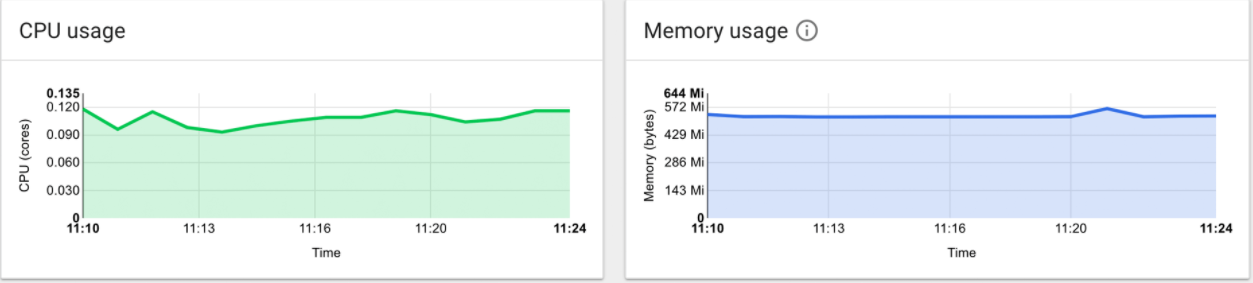 CPU usage
0.135
0.120
0.090
0.060
0.030
0
CPU (cores)
11:10
11:13
11:16
11:20
11:24
Time
Memory usage
644 Mi
572 Mi
429 Mi
286 Mi
143 Mi
0
Memory (bytes)
11:10
11:13
11:16
11:20
11:24
Time